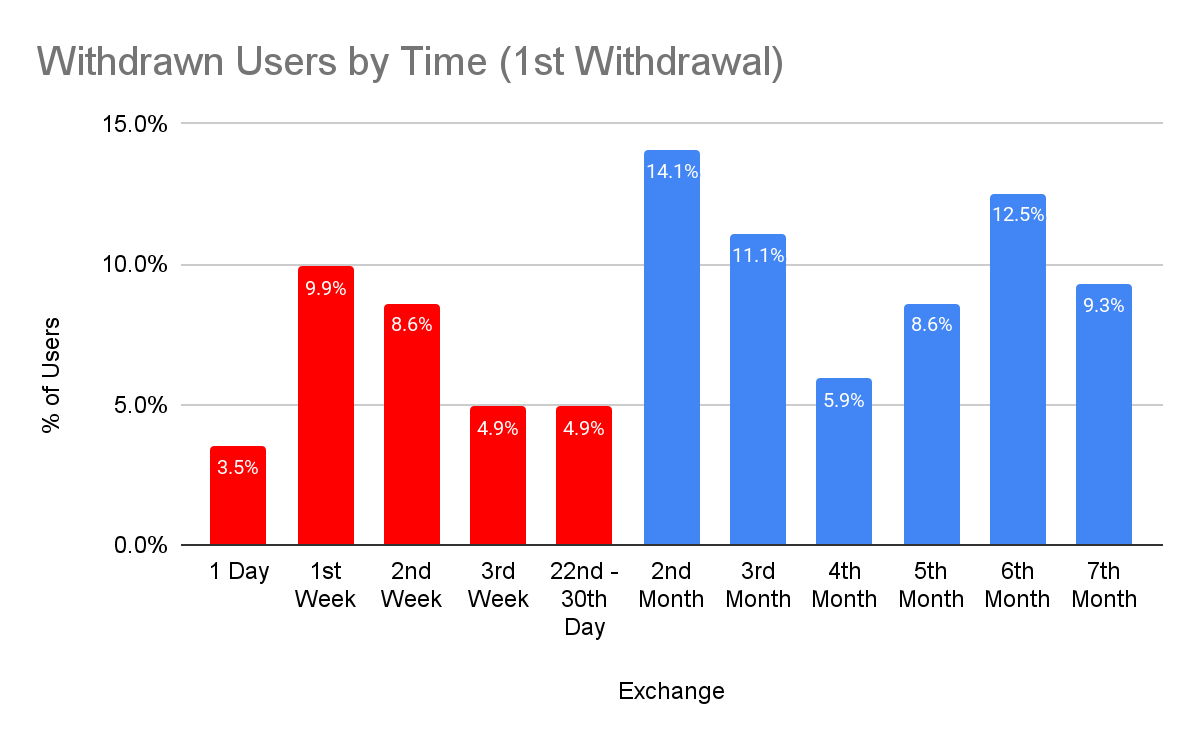 Withdrawn Users by Time (1st Withdrawal)
15.0%
10.0%
5.0%
0.0%
% of Users
3.5%
9.9%
8.6%
4.9%
4.9%
14.1%
11.1%
5.9%
8.6%
12.5%
9.3%
1 Day
1st
Week
2nd
Week
3rd
Week
22nd -
30th
Day
2nd
Month
3rd
Month
4th
Month
5th
Month
6th
Month
7th
Month
Exchange